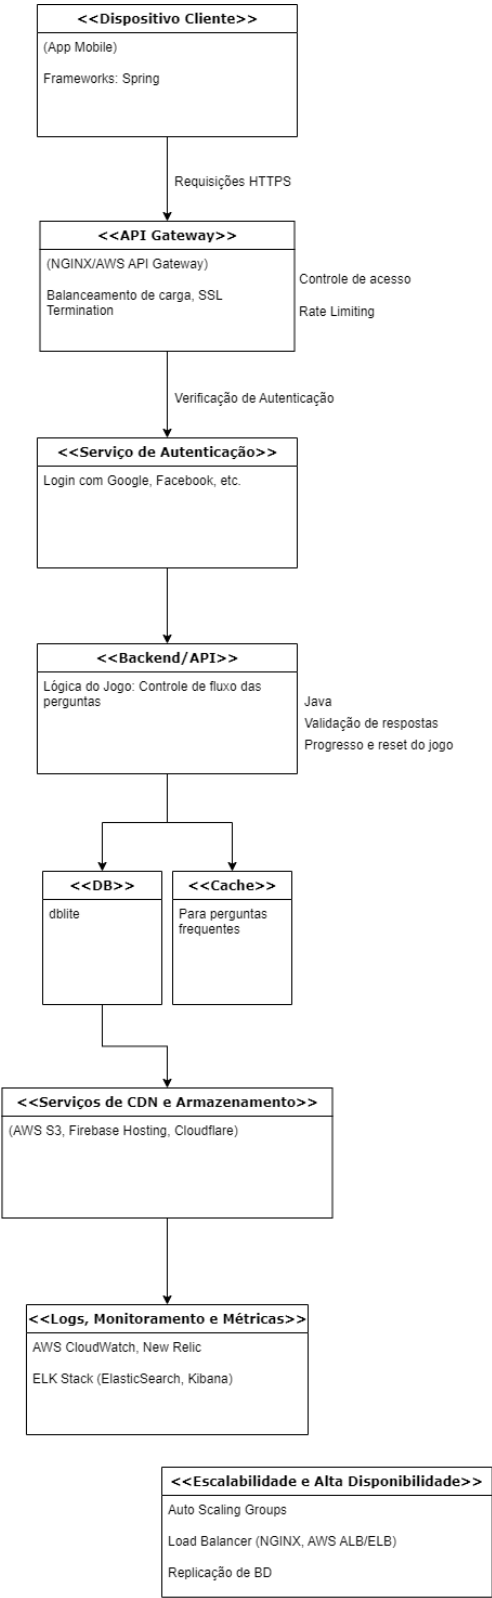 <<Dispositivo Cliente>>
(App Mobile)
Frameworks: Spring
Requisições HTTPS
<<API Gateway>>
(NGINX/AWS API Gateway)
Balanceamento de carga, SSL
Termination
Controle de acesso
Rate Limiting
Verificação de Autenticação
<<Serviço de Autenticação>>
Login com Google, Facebook, etc.
<<Backend/API>>
Lógica do Jogo: Controle de fluxo das
perguntas
Java
Validação de respostas
Progresso e reset do jogo
<<DB>>
dblite
<<Cache>>
Para perguntas
frequentes
<<Serviços de CDN e Armazenamento>>
(AWS S3, Firebase Hosting, Cloudflare)
<<Logs, Monitoramento e Métricas>>
AWS CloudWatch, New Relic
ELK Stack (ElasticSearch, Kibana)
<<Escalabilidade e Alta Disponibilidade>>
Auto Scaling Groups
Load Balancer (NGINX, AWS ALB/ELB)
Replicação de BD